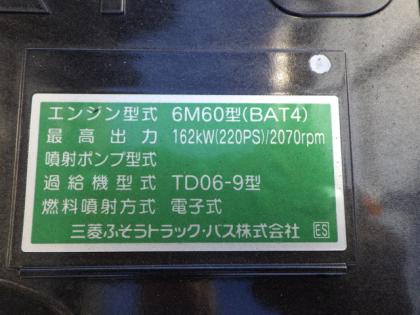 エンジン型式 6M60型(BAT4)
最高出力 162kW(220PS)/2070rpm
噴射ポンプ型式
過給機型式 TD06-9型
燃料噴射方式 電子式
三菱ふそうトラック・バス株式会社 ES